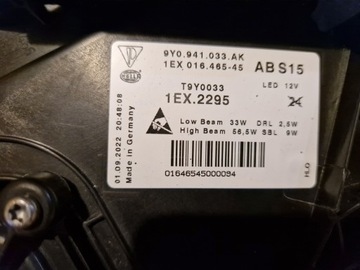 9Y0.941.033.AK
1EX 016.465-45
ABS15
HELLA
T9Y0033
LED 12V
1EX.2295
Low Beam 33W DRL 2,5W
High Beam 56,5W SBL 9W
01646545000094
01.09.2022 20:48:08
Made in Germany